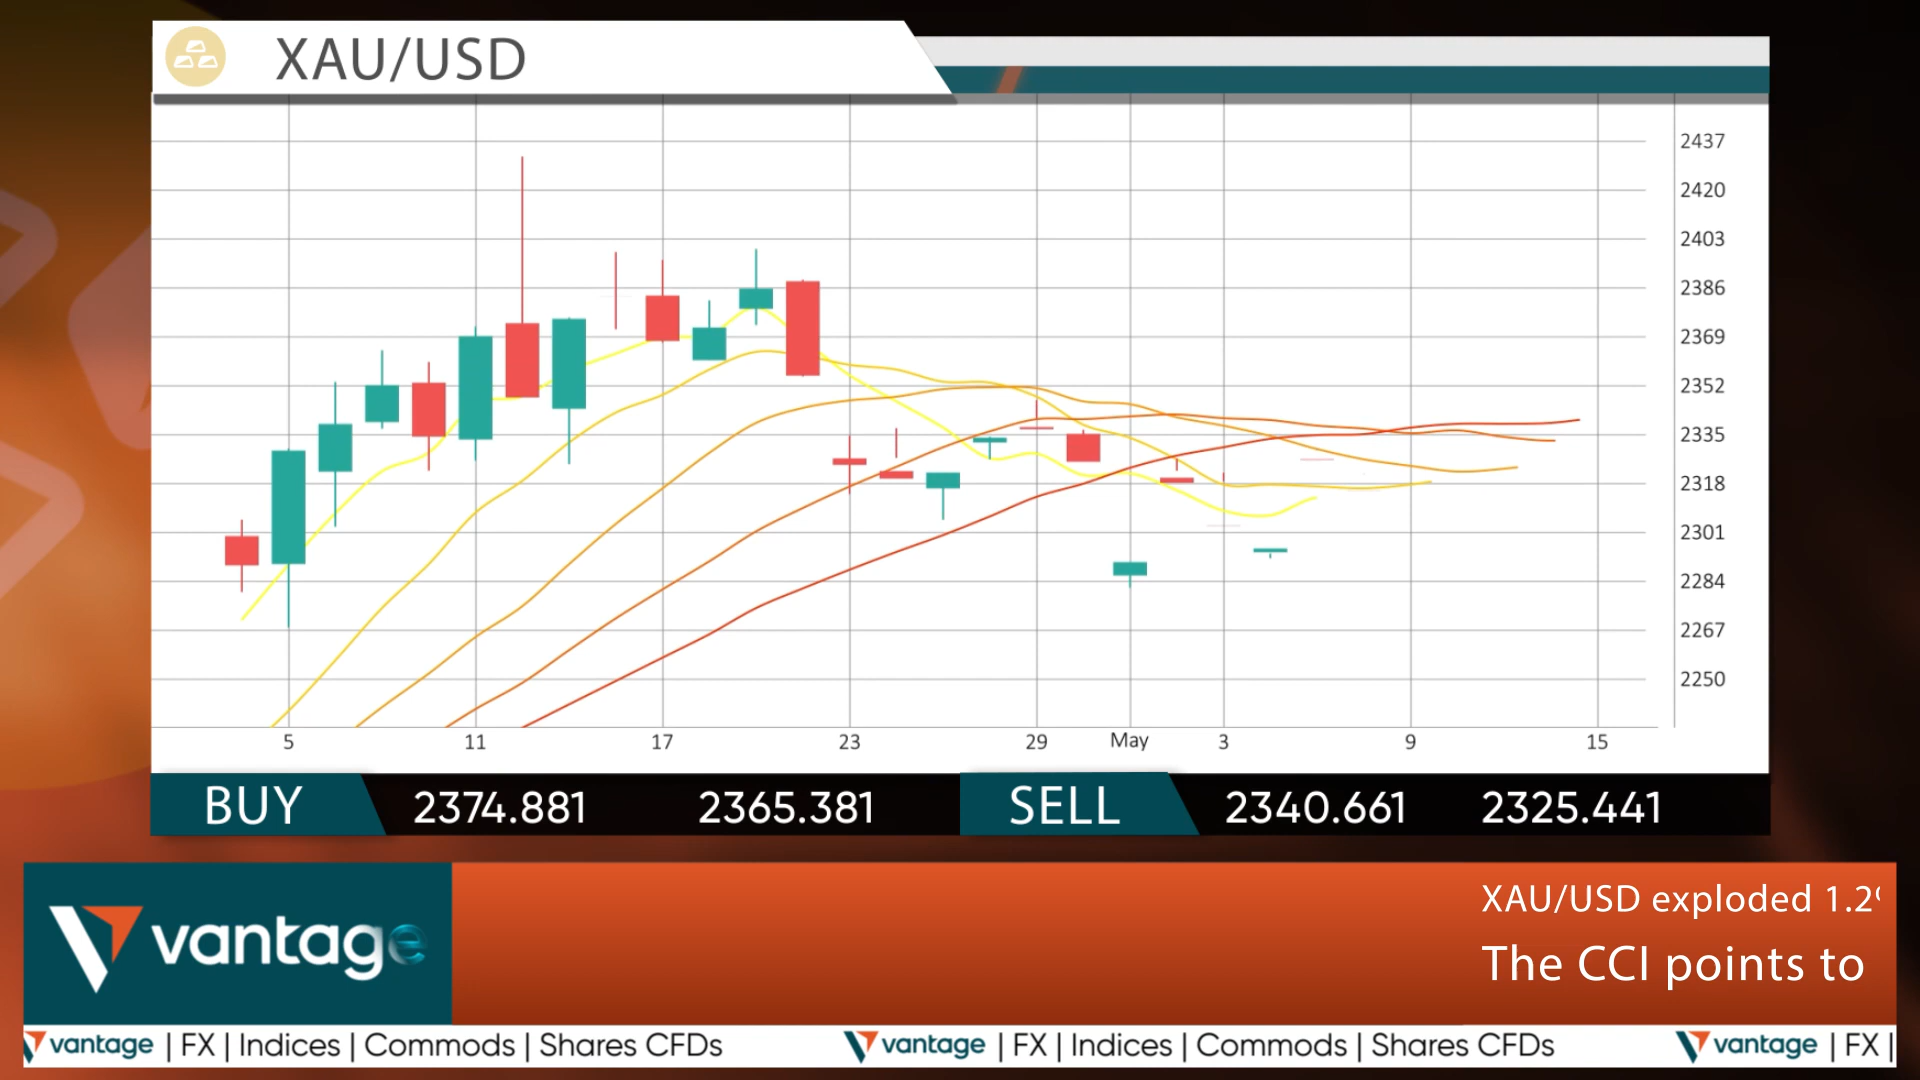 XAU/USD
2437
2420
2403
2386
2369
2352
2335
2318
2301
2284
2267
2250
5 11 17 23 29 May 3 9 15
BUY 2374.881 2365.381 SELL 2340.661 2325.441
XAU/USD exploded 1.2
The CCI points to
vantage
vantage | FX | Indices | Commods | Shares CFDs vantage | FX | Indices | Commods | Shares CFDs vantage | FX |